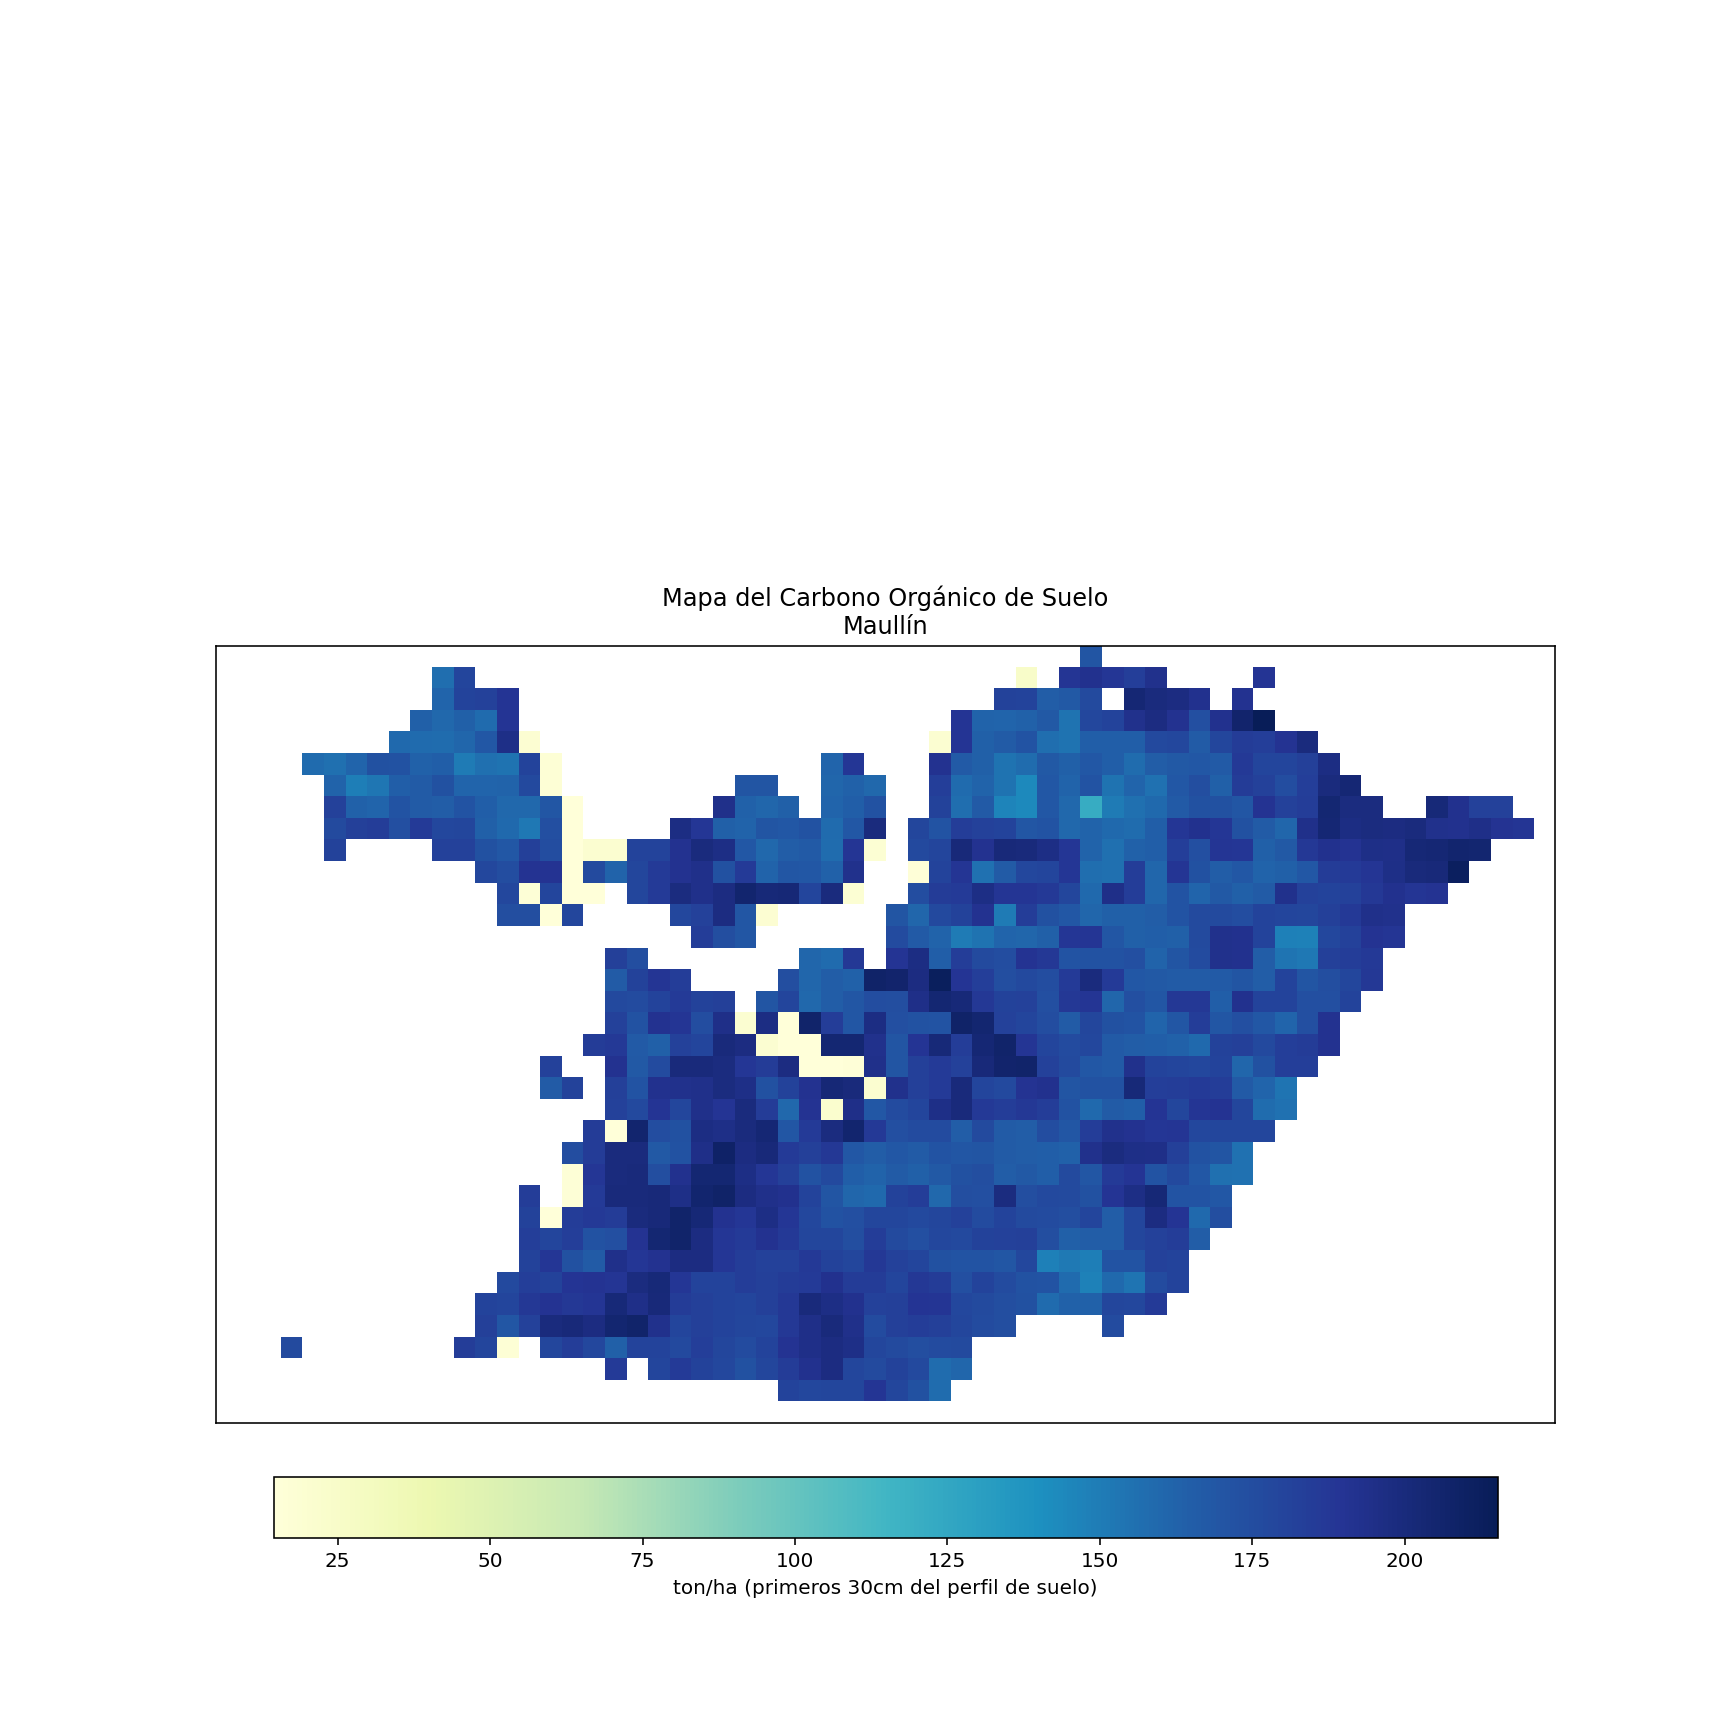 Mapa del Carbono Orgánico de Suelo
Maullín
25 50 75 100 125 150 175 200
ton/ha (primeros 30cm del perfil de suelo)